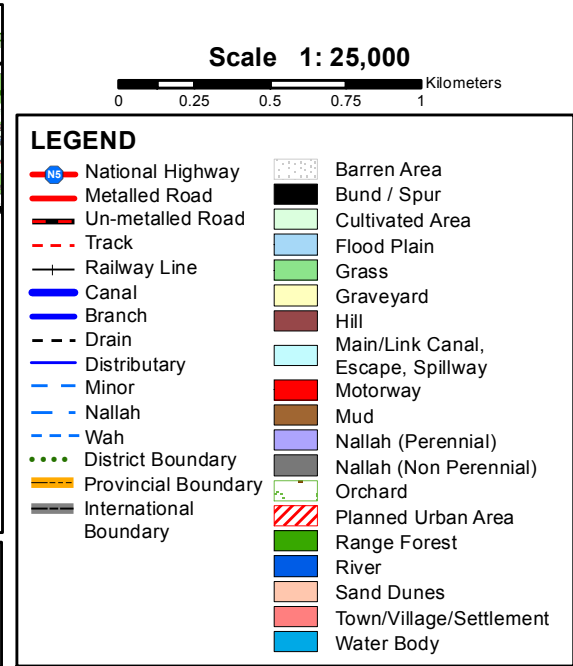 Scale 1: 25,000
Kilometers
0 0.25 0.5 0.75 1
LEGEND
N5 National Highway
Metalled Road
Un-metalled Road
Track
Railway Line
Canal
Branch
Drain
Distributary
Minor
Nallah
Wah
District Boundary
Provincial Boundary
International
Boundary
Barren Area
Bund / Spur
Cultivated Area
Flood Plain
Grass
Graveyard
Hill
Main/Link Canal,
Escape, Spillway
Motorway
Mud
Nallah (Perennial)
Nallah (Non Perennial)
Orchard
Planned Urban Area
Range Forest
River
Sand Dunes
Town/Village/Settlement
Water Body